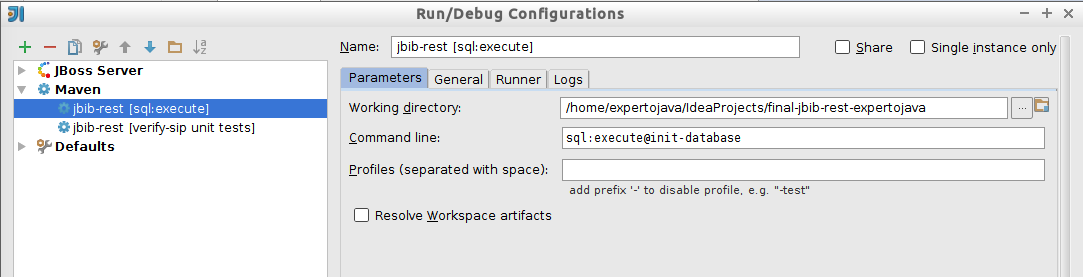 Run/Debug Configurations
Name: jbib-rest [sql:execute] Share Single instance only
JBoss Server
Maven
jbib-rest [sql:execute]
jbib-rest [verify-sip unit tests]
Defaults
Parameters General Runner Logs
Working directory: /home/expertojava/IdeaProjects/final-jbib-rest-expertojava ...
Command line: sql:execute@init-database
Profiles (separated with space):
add prefix '-' to disable profile, e.g. "-test"
Resolve Workspace artifacts